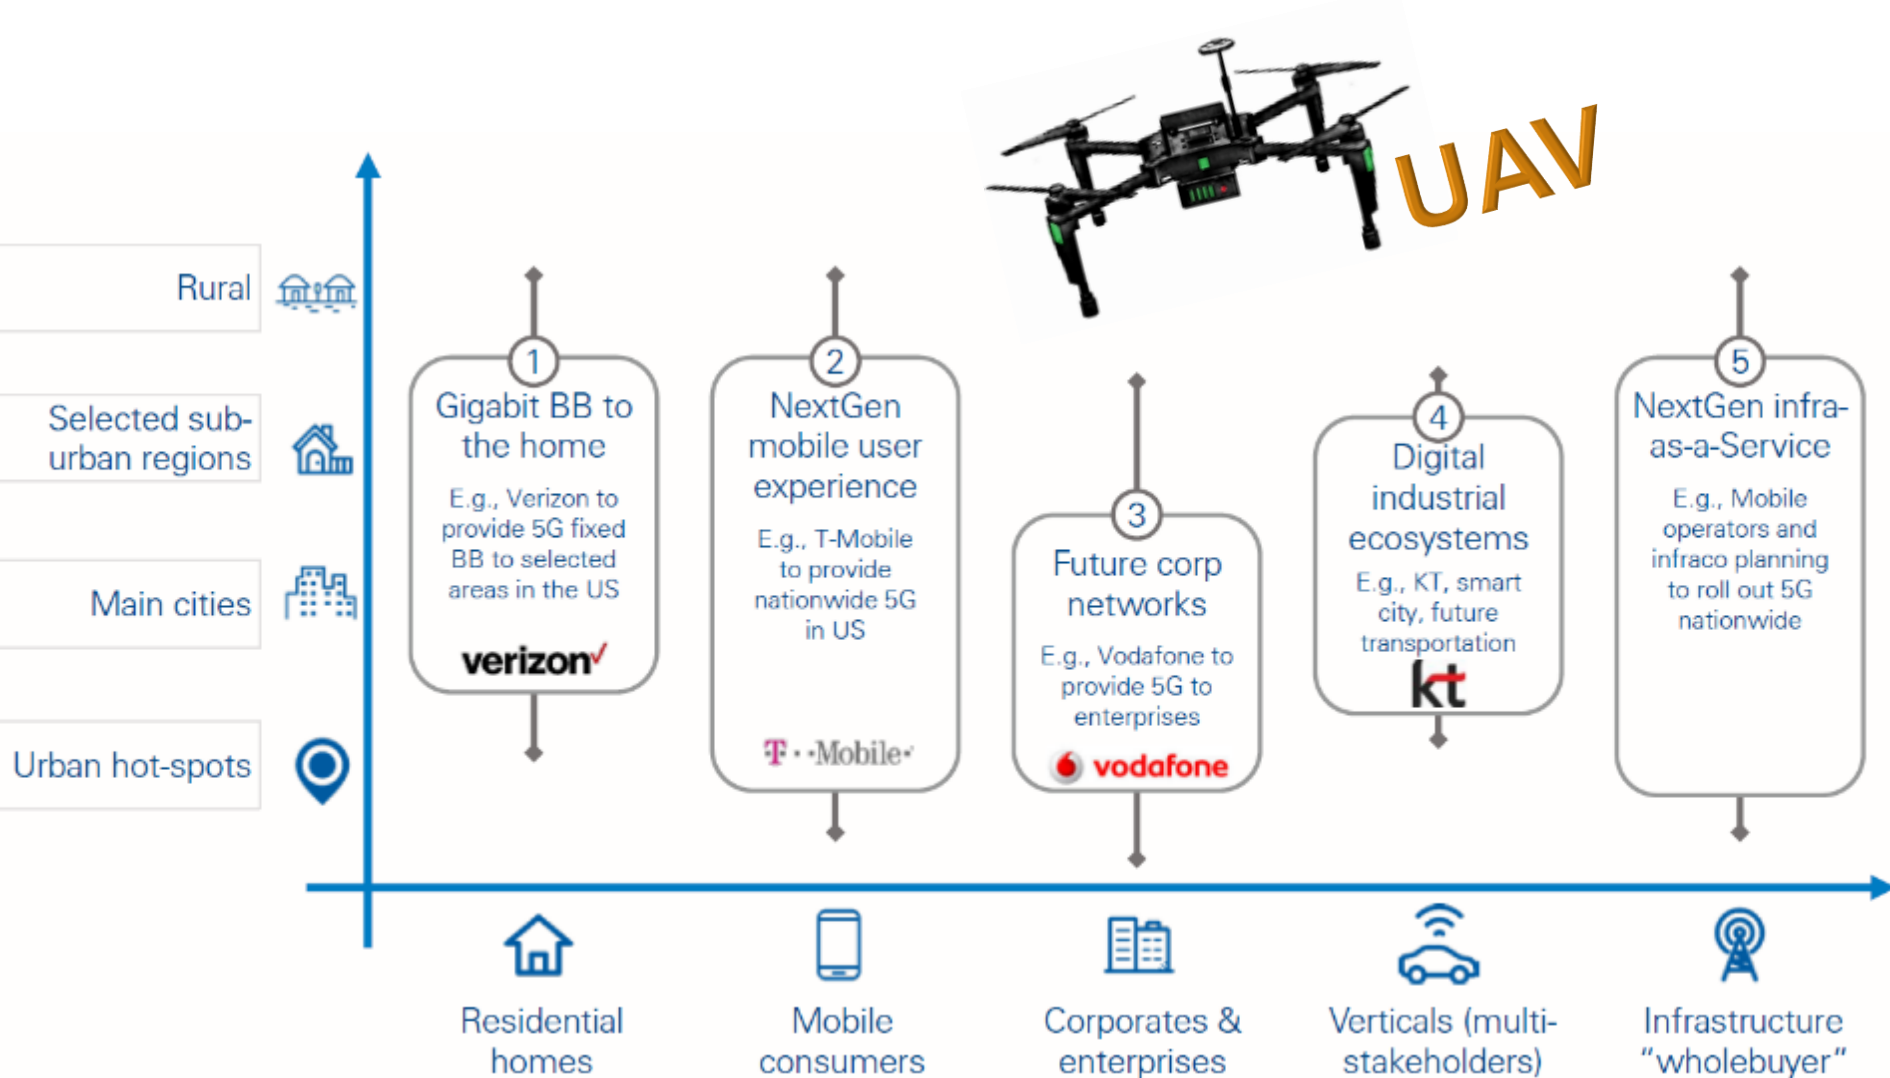 UAV
Rural
Selected sub-
urban regions
Main cities
Urban hot-spots
1
Gigabit BB to
the home
E.g., Verizon to
provide 5G fixed
BB to selected
areas in the US
verizon
2
NextGen
mobile user
experience
E.g., T-Mobile
to provide
nationwide 5G
in US
T··Mobile·
3
Future corp
networks
E.g., Vodafone to
provide 5G to
enterprises
vodafone
4
Digital
industrial
ecosystems
E.g., KT, smart
city, future
transportation
kt
5
NextGen infra-
as-a-Service
E.g., Mobile
operators and
infraco planning
to roll out 5G
nationwide
Residential
homes
Mobile
consumers
Corporates &
enterprises
Verticals (multi-
stakeholders)
Infrastructure
“wholebuyer”